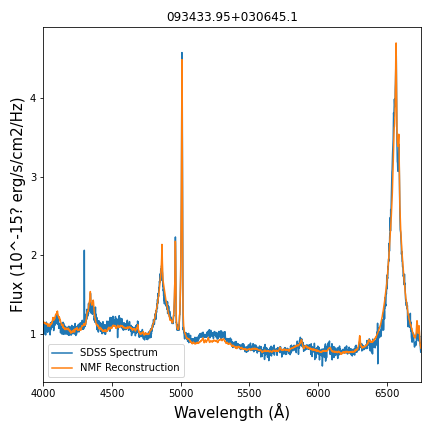 093433.95+030645.1
Flux (10^-15? erg/s/cm2/Hz)
4
3
2
1
SDSS Spectrum
NMF Reconstruction
4000 4500 5000 5500 6000 6500
Wavelength (Å)